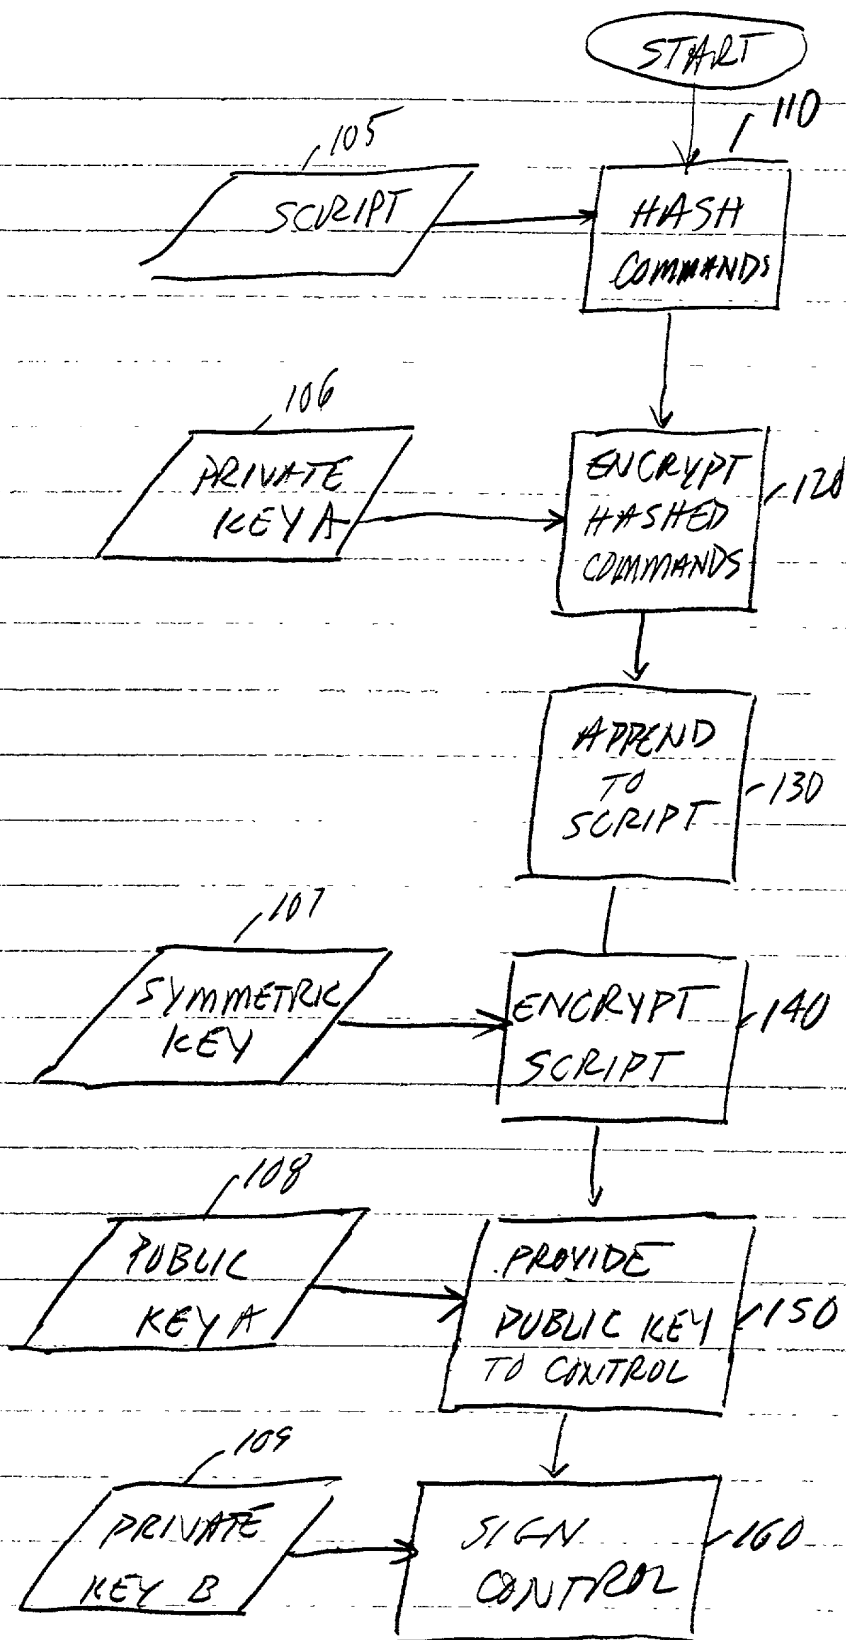 START
110
105
SCRIPT
HASH
COMMANDS
106
PRIVATE
KEY A
ENCRYPT
HASHED
COMMANDS
120
APPEND
TO
SCRIPT
130
107
SYMMETRIC
KEY
ENCRYPT
SCRIPT
140
108
PUBLIC
KEY A
PROVIDE
PUBLIC KEY
TO CONTROL
150
109
PRIVATE
KEY B
SIGN
CONTROL
160